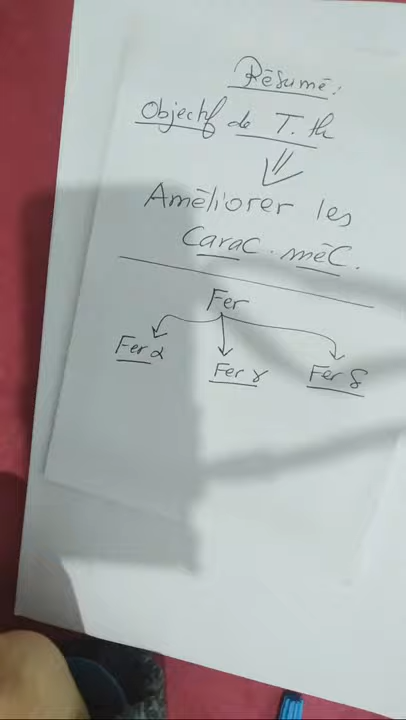 Résumé:
Objectif de T.th
Améliorer les
Carac. méc.
Fer
Fer α
Fer γ
Fer δ